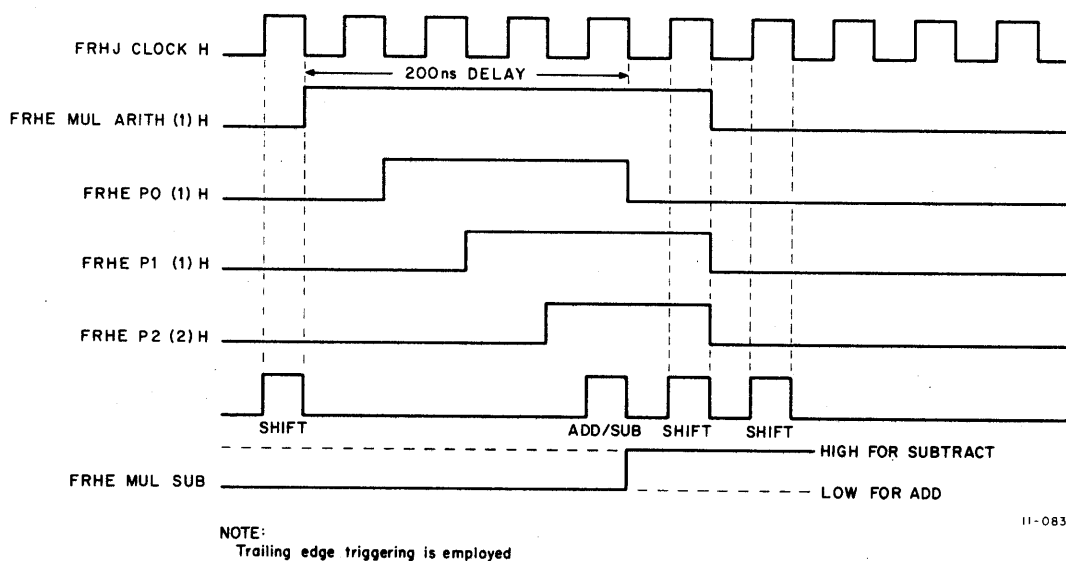 FRHJ CLOCK H
200ns DELAY
FRHE MUL ARITH (1) H
FRHE PO (1) H
FRHE P1 (1) H
FRHE P2 (2) H
SHIFT
ADD/SUB
SHIFT
SHIFT
HIGH FOR SUBTRACT
FRHE MUL SUB
LOW FOR ADD
11-083
NOTE:
Trailing edge triggering is employed